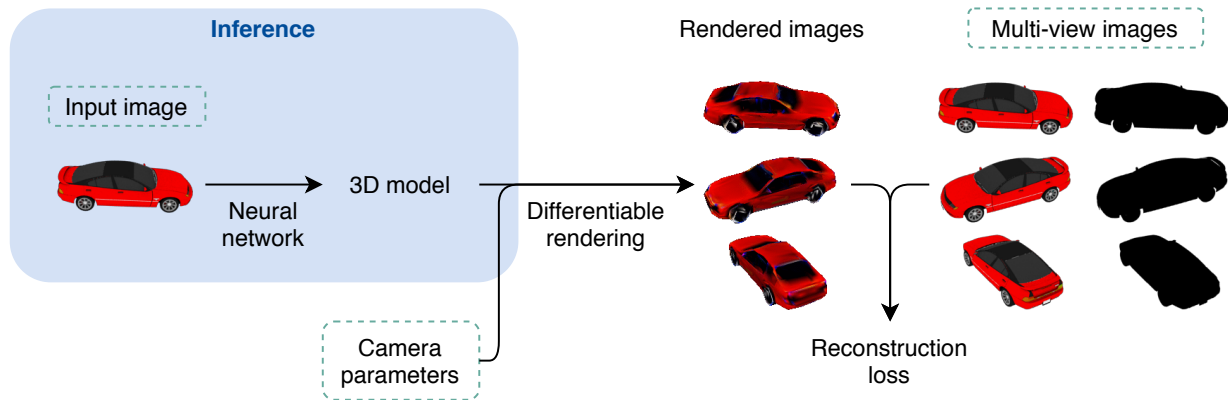 Inference
Rendered images
Multi-view images
Input image
3D model
Neural
network
Differentiable
rendering
Camera
parameters
Reconstruction
loss